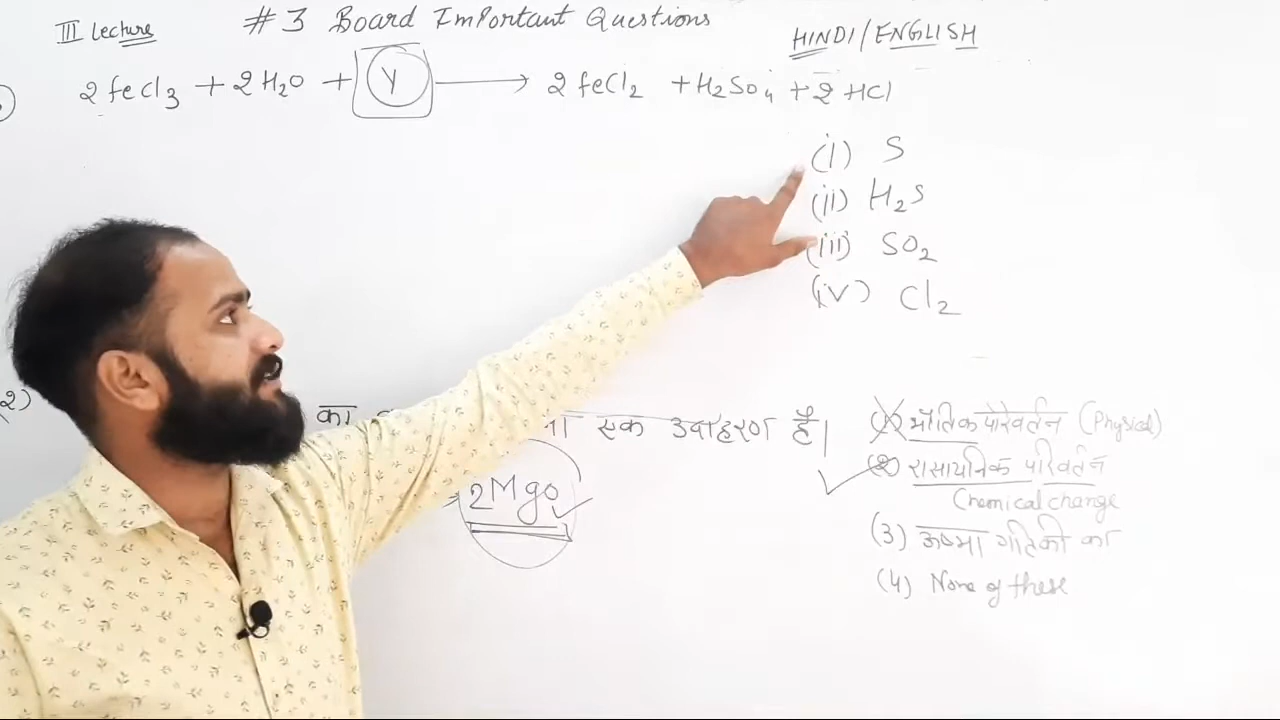 III Lecture
#3 Board Important Questions
HINDI/ENGLISH
2 FeCl3 + 2 H2O + Y → 2 FeCl2 + H2SO4 + 2 HCl
(i) S
(ii) H2S
(iii) SO2
(iv) Cl2
2)
का
एक उदाहरण है।
2MgO
भौतिक परिवर्तन (Physical)
(2) रासायनिक परिवर्तन
Chemical change
(3) ऊष्मा गतिकी का
(4) None of these